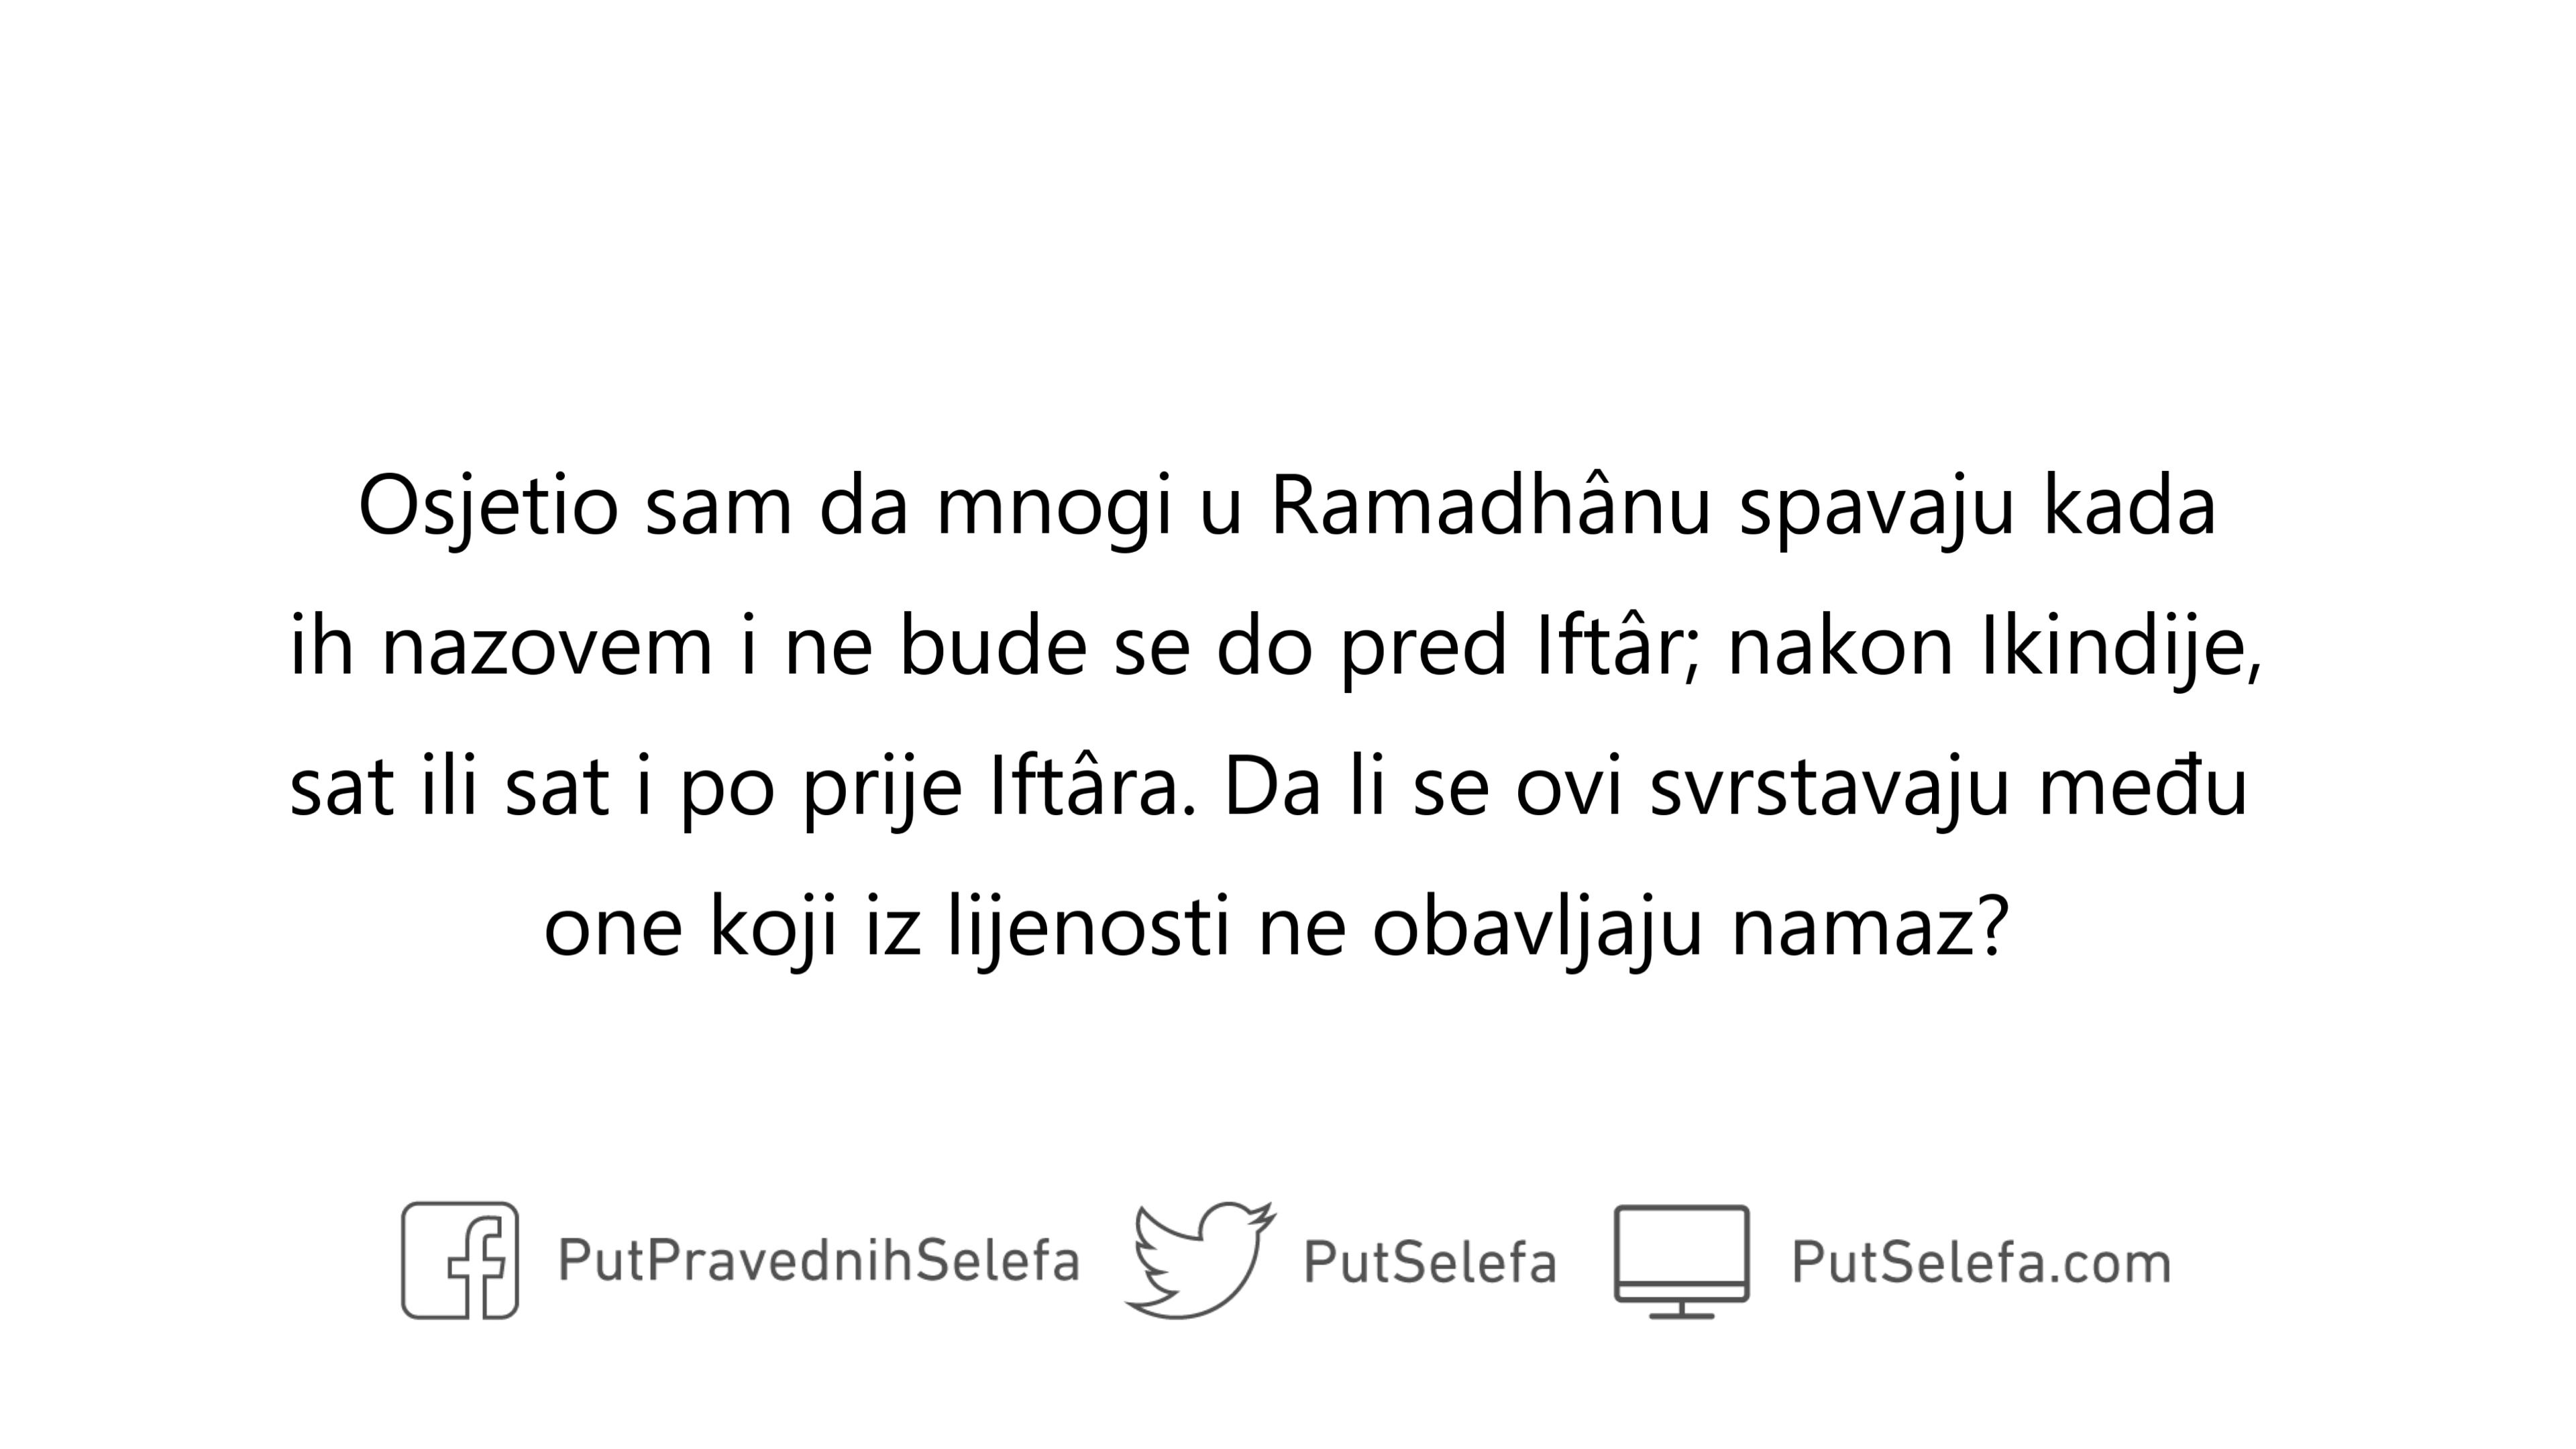 Osjetio sam da mnogi u Ramadhânu spavaju kada
ih nazovem i ne bude se do pred Iftâr; nakon Ikindije,
sat ili sat i po prije Iftâra. Da li se ovi svrstavaju među
one koji iz lijenosti ne obavljaju namaz?
PutPravednihSelefa PutSelefa PutSelefa.com